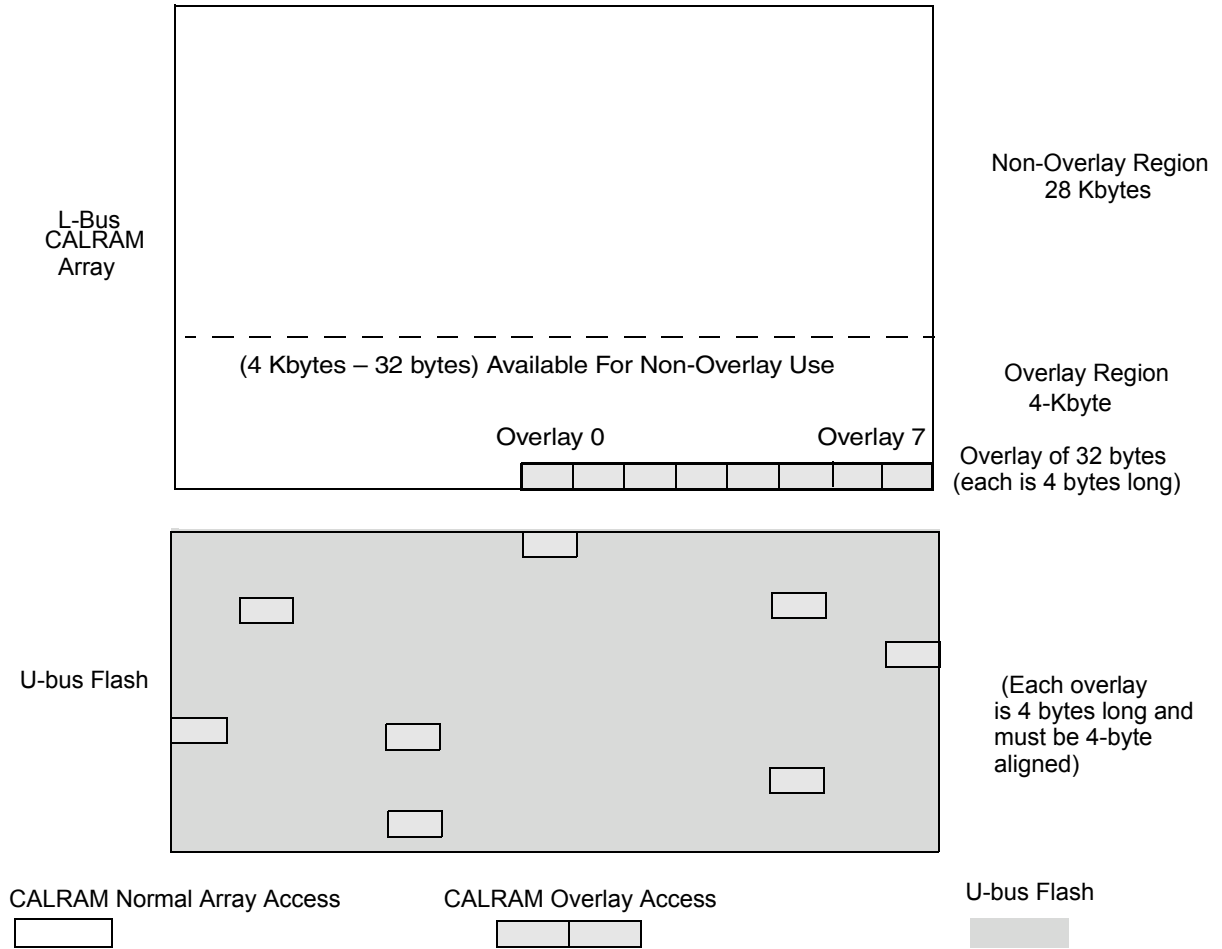 Non-Overlay Region
28 Kbytes
L-Bus
CALRAM
Array
(4 Kbytes – 32 bytes) Available For Non-Overlay Use
Overlay Region
4-Kbyte
Overlay 0
Overlay 7
Overlay of 32 bytes
(each is 4 bytes long)
U-bus Flash
(Each overlay
is 4 bytes long and
must be 4-byte
aligned)
CALRAM Normal Array Access
CALRAM Overlay Access
U-bus Flash